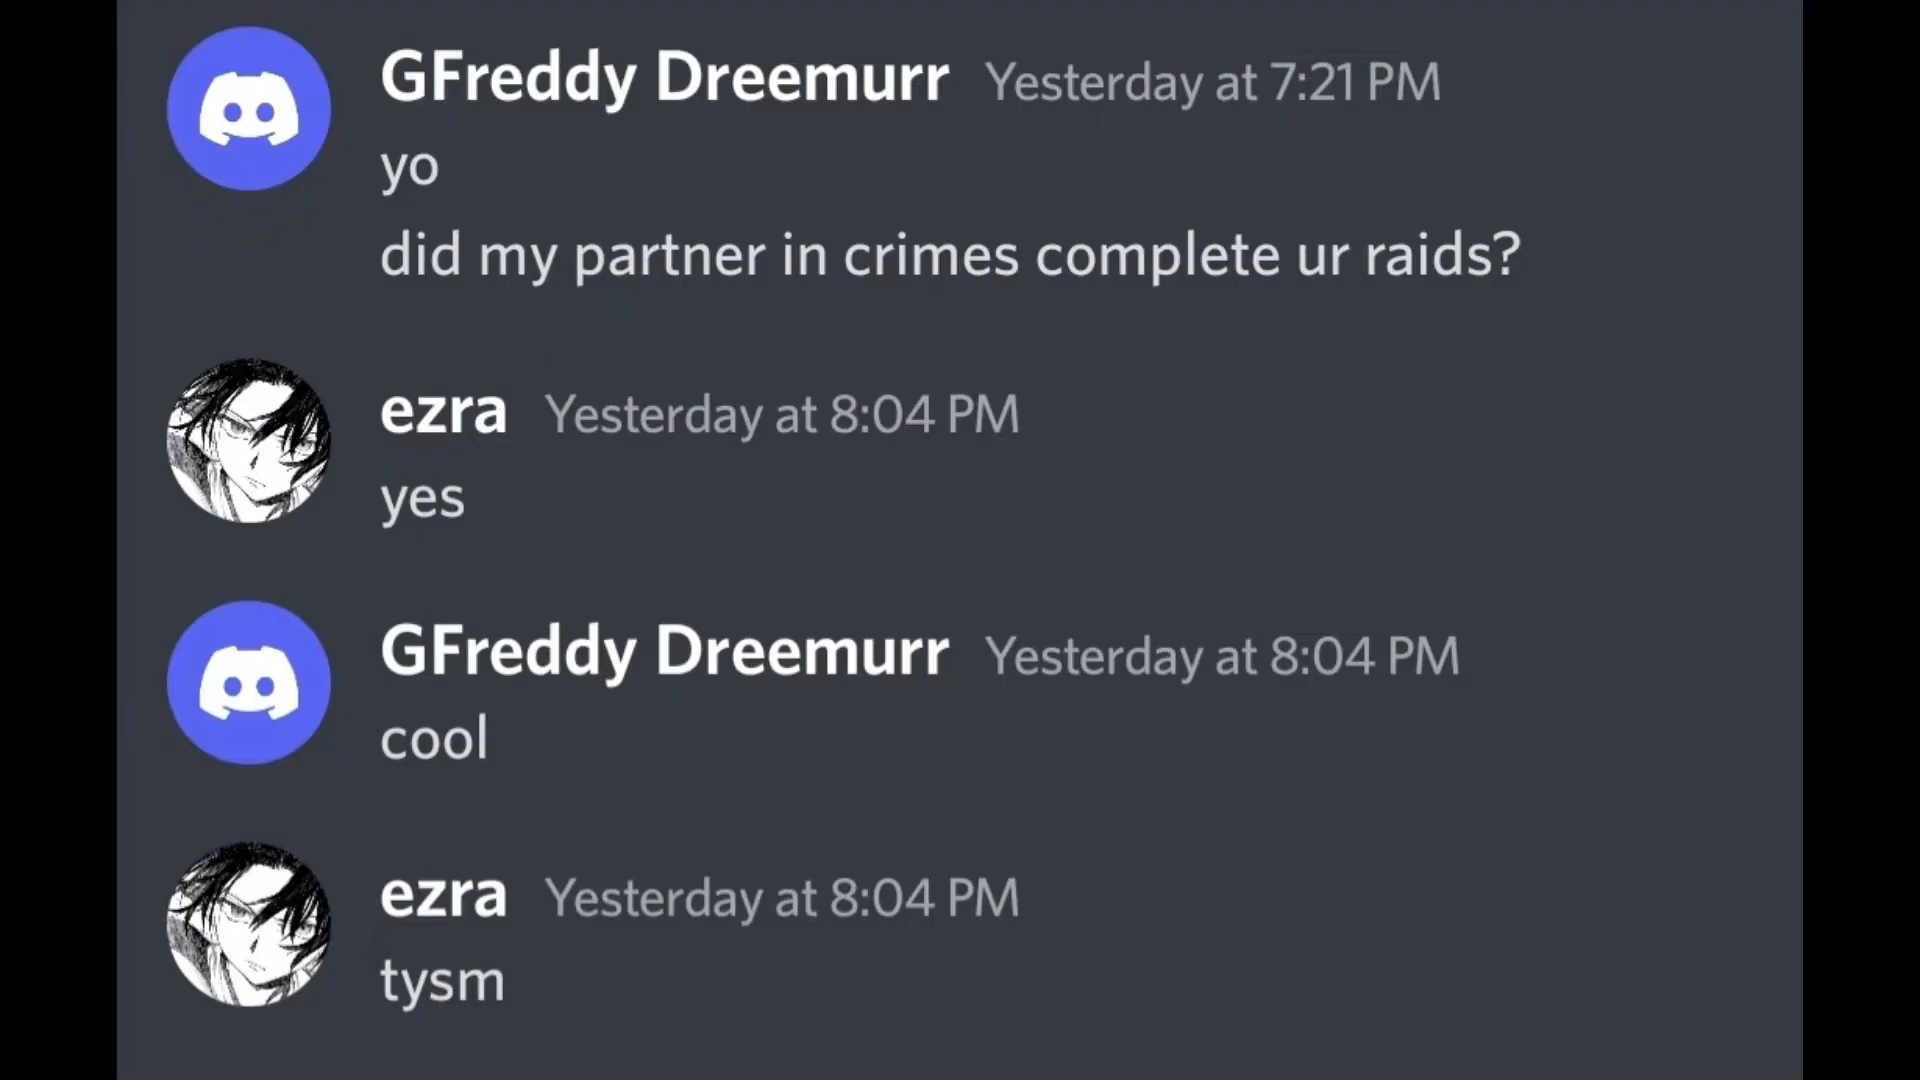 GFreddy Dreemurr Yesterday at 7:21 PM
yo
did my partner in crimes complete ur raids?
ezra Yesterday at 8:04 PM
yes
GFreddy Dreemurr Yesterday at 8:04 PM
cool
ezra Yesterday at 8:04 PM
tysm